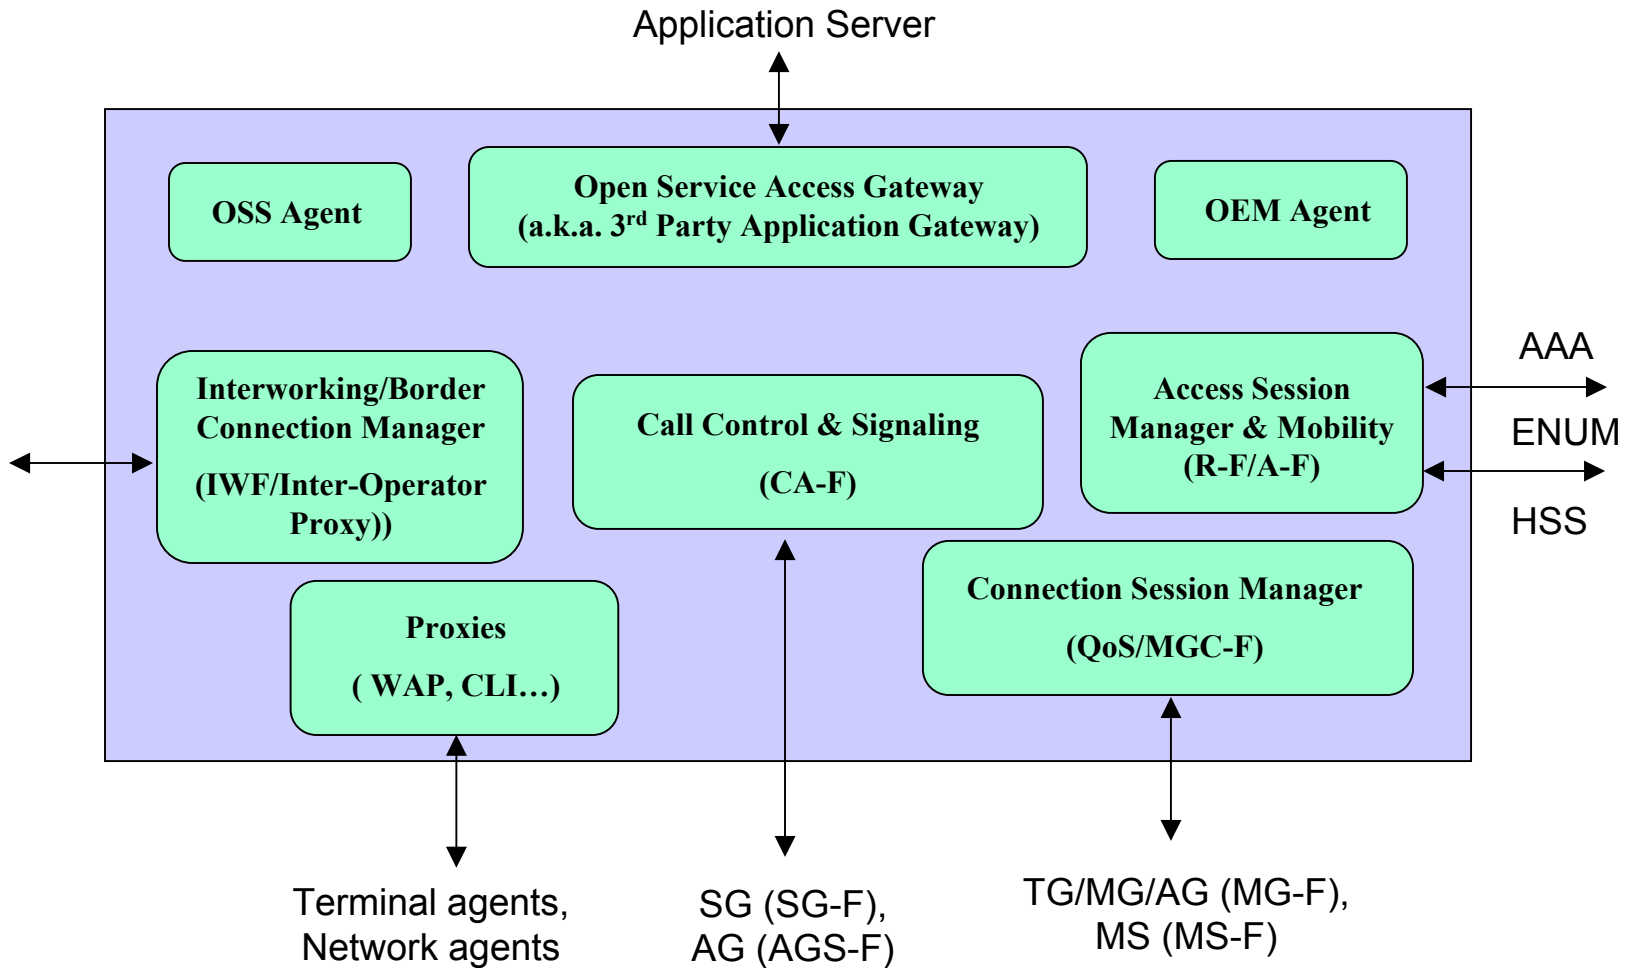 Application Server
OSS Agent
Open Service Access Gateway
(a.k.a. 3rd Party Application Gateway)
OEM Agent
Interworking/Border
Connection Manager
(IWF/Inter-Operator
Proxy))
Call Control & Signaling
(CA-F)
Access Session
Manager & Mobility
(R-F/A-F)
AAA
ENUM
HSS
Proxies
( WAP, CLI…)
Connection Session Manager
(QoS/MGC-F)
Terminal agents,
Network agents
SG (SG-F),
AG (AGS-F)
TG/MG/AG (MG-F),
MS (MS-F)